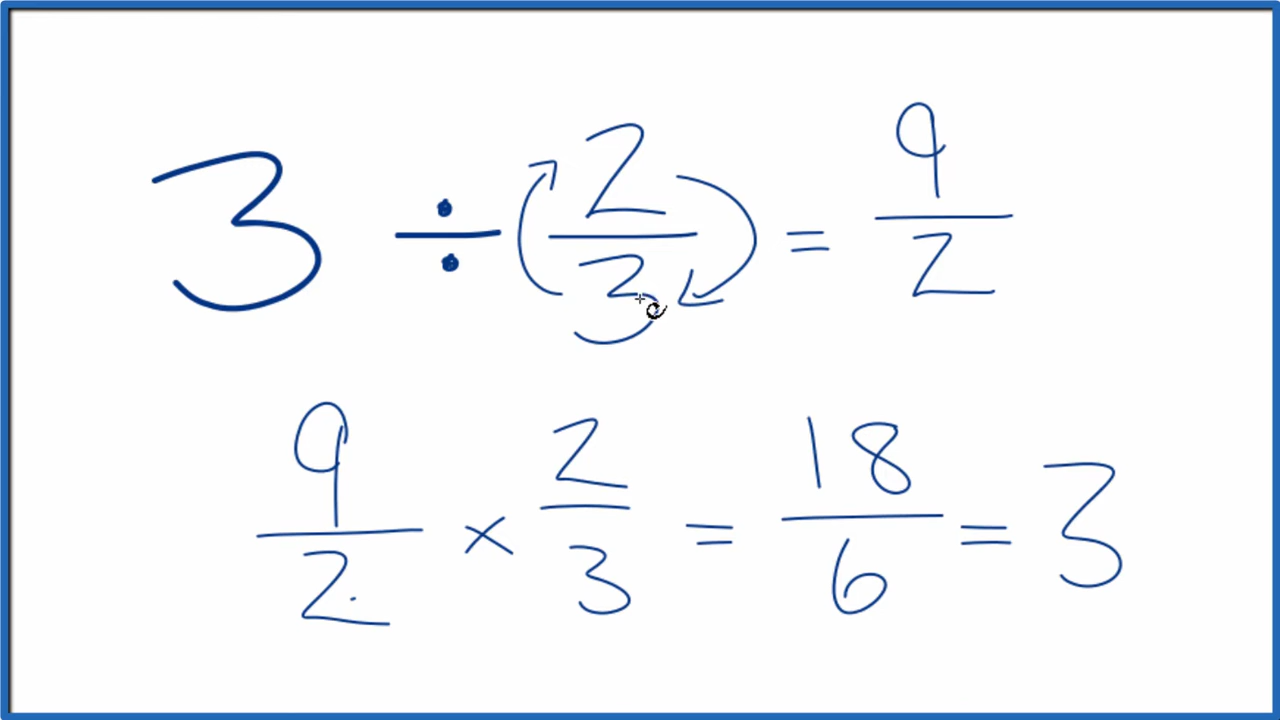 3 ÷ 2/3 = 9/2
9/2 × 2/3 = 18/6 = 3